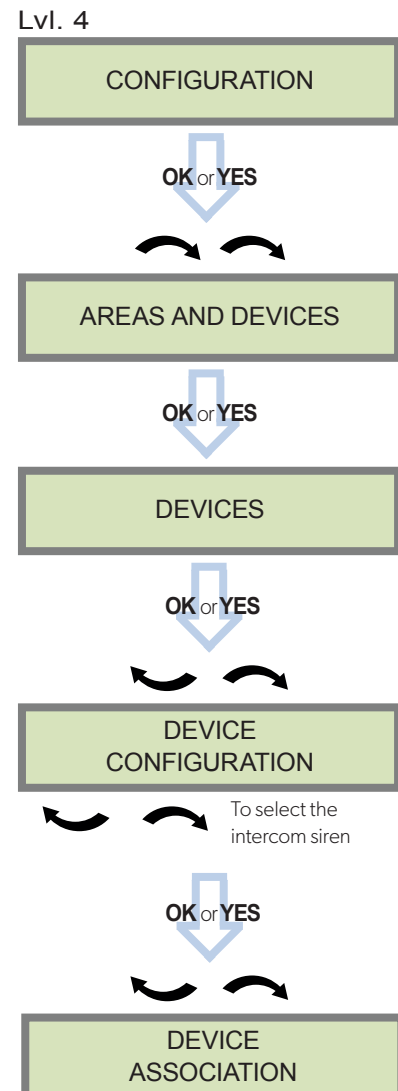 Lvl. 4
CONFIGURATION
OK or YES
AREAS AND DEVICES
OK or YES
DEVICES
OK or YES
DEVICE
CONFIGURATION
To select the
intercom siren
OK or YES
DEVICE
ASSOCIATION